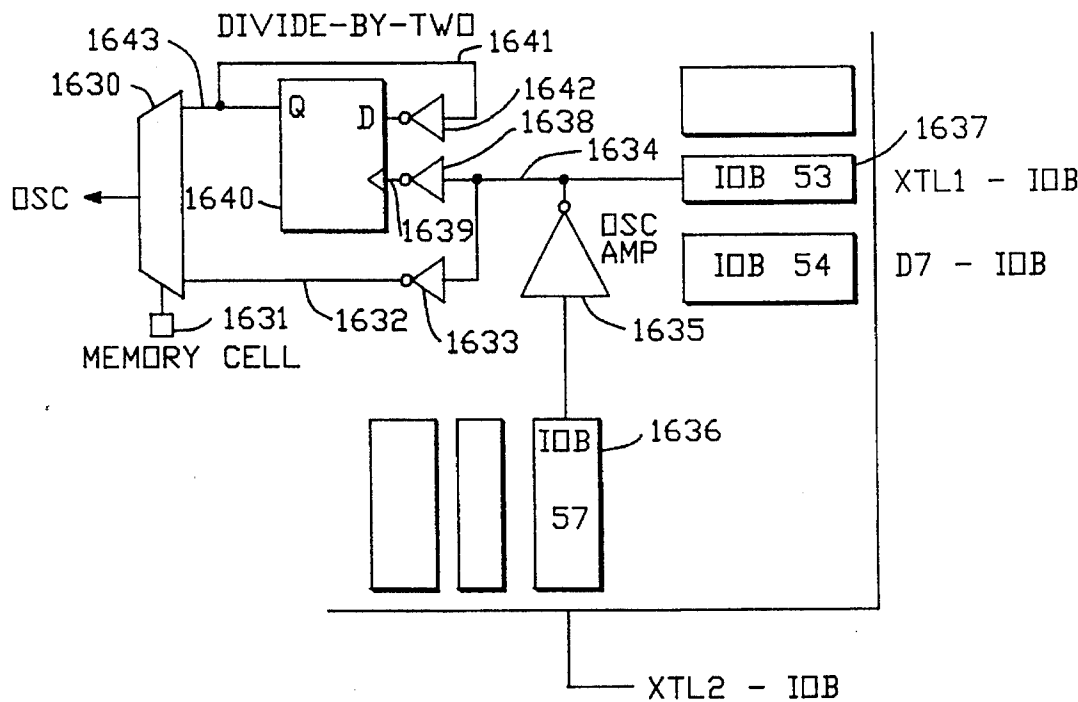 DIVIDE-BY-TWO
1643
1641
1630
1642
Q
D
1638
1634
1637
IOB 53
XTL1 - IOB
OSC
1640
1639
OSC
AMP
IOB 54
D7 - IOB
1631
1632
1633
1635
MEMORY CELL
IOB
1636
57
XTL2 - IOB